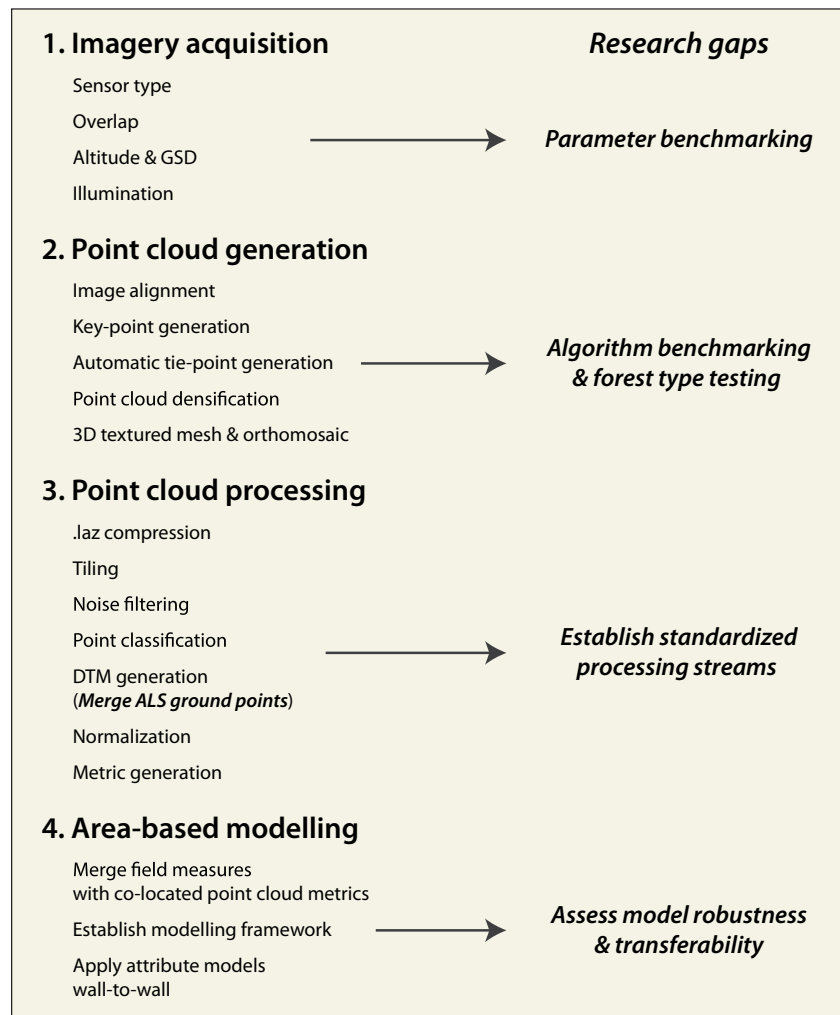 1. Imagery acquisition
Research gaps
Sensor type
Overlap
Altitude & GSD
Illumination
Parameter benchmarking
2. Point cloud generation
Image alignment
Key-point generation
Automatic tie-point generation
Point cloud densification
3D textured mesh & orthomosaic
Algorithm benchmarking
& forest type testing
3. Point cloud processing
.laz compression
Tiling
Noise filtering
Point classification
DTM generation
(Merge ALS ground points)
Normalization
Metric generation
Establish standardized
processing streams
4. Area-based modelling
Merge field measures
with co-located point cloud metrics
Establish modelling framework
Apply attribute models
wall-to-wall
Assess model robustness
& transferability